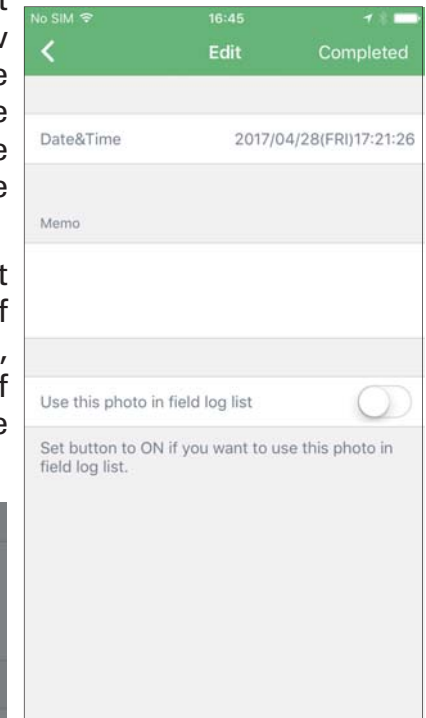 No SIM 16:45
Edit Completed
Date&Time 2017/04/28(FRI)17:21:26
Memo
Use this photo in field log list
Set button to ON if you want to use this photo in
field log list.
t
v
e
e
e
e
t
f
,
f
e